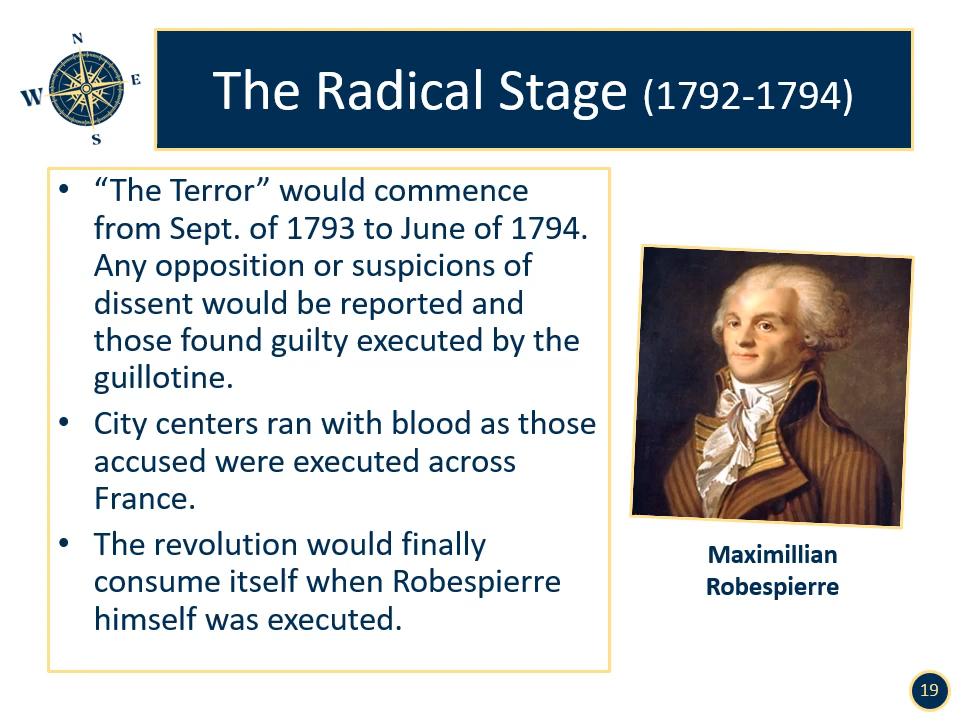 N
W
E
S
The Radical Stage (1792-1794)
• “The Terror” would commence
from Sept. of 1793 to June of 1794.
Any opposition or suspicions of
dissent would be reported and
those found guilty executed by the
guillotine.
• City centers ran with blood as those
accused were executed across
France.
• The revolution would finally
consume itself when Robespierre
himself was executed.
Maximillian
Robespierre
19